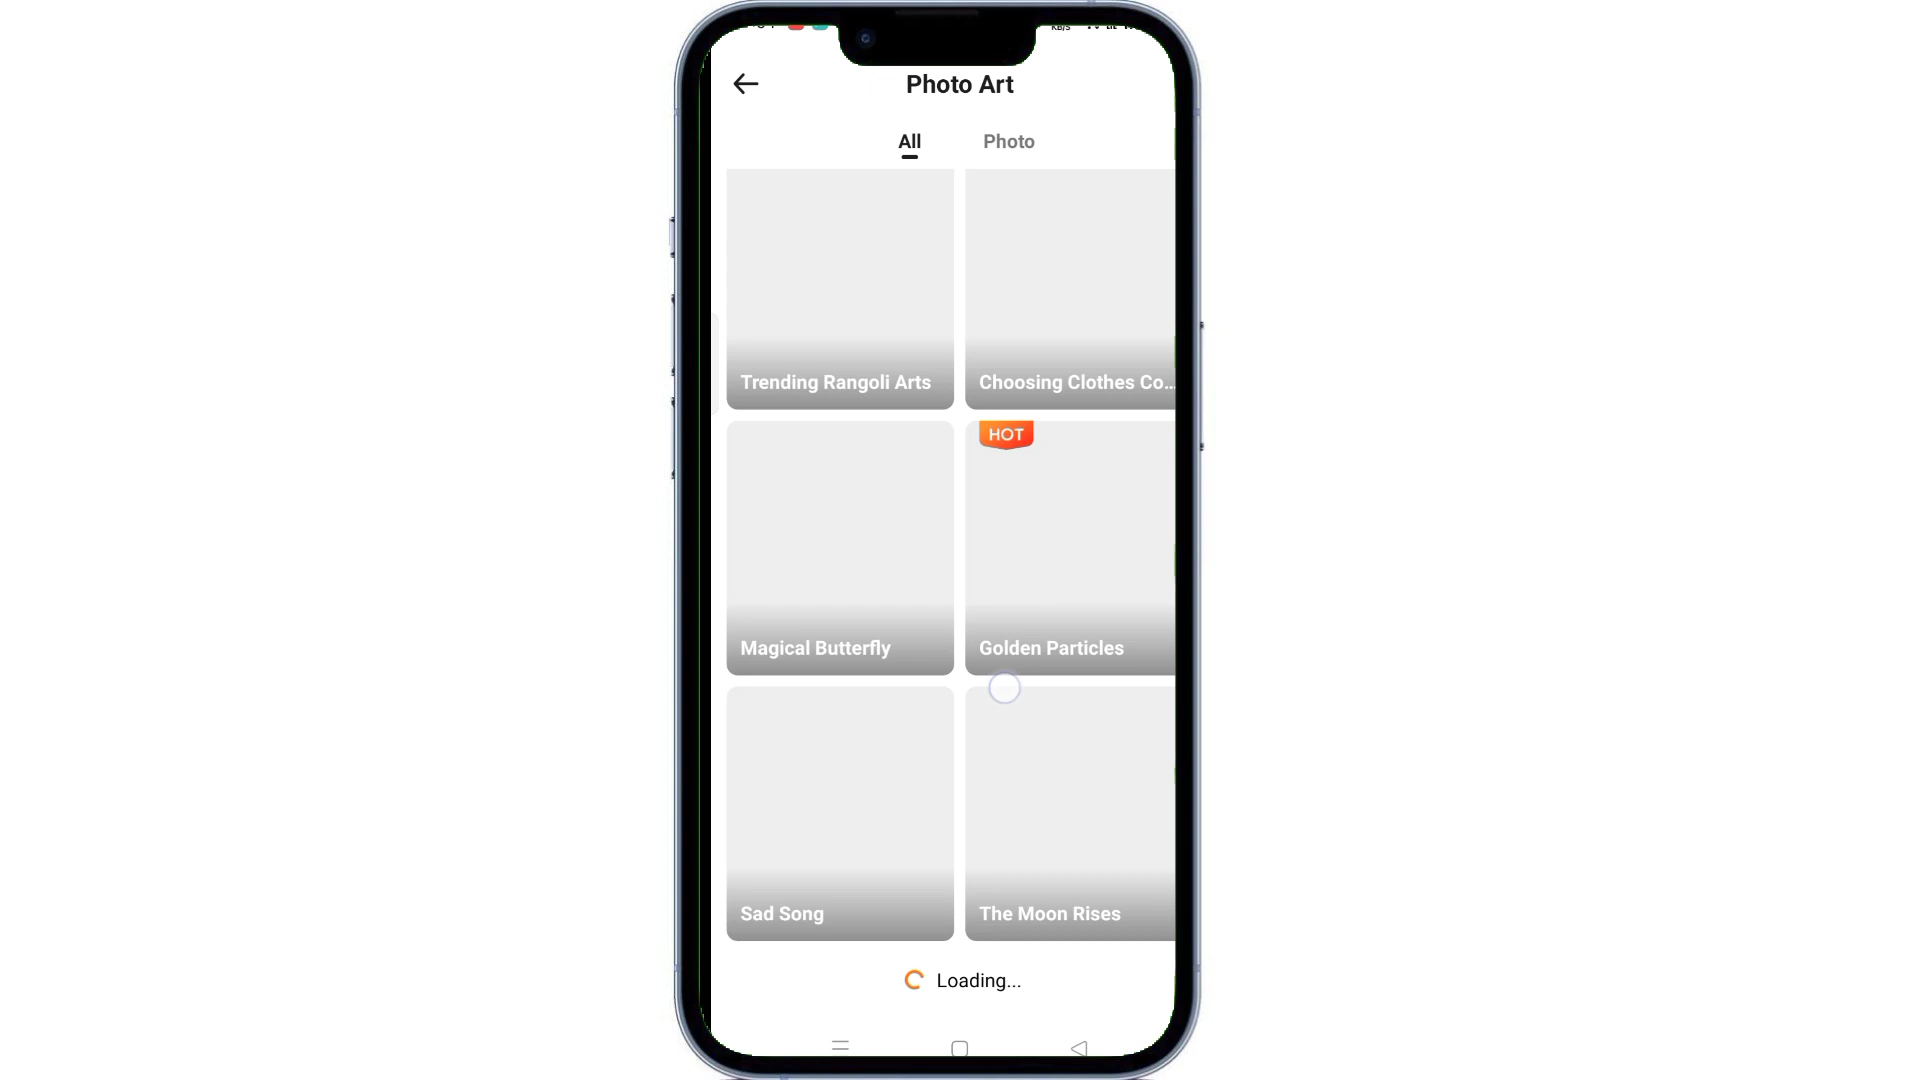 Photo Art
All
Photo
Trending Rangoli Arts
Choosing Clothes Co...
HOT
Magical Butterfly
Golden Particles
Sad Song
The Moon Rises
Loading...